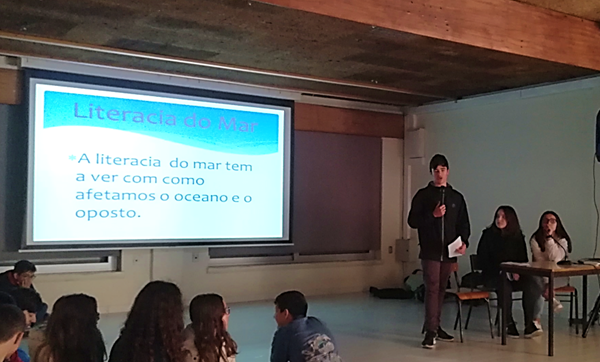 Literacia do Mar
A literacia do mar tem
a ver com como
afetamos o oceano e o
oposto.